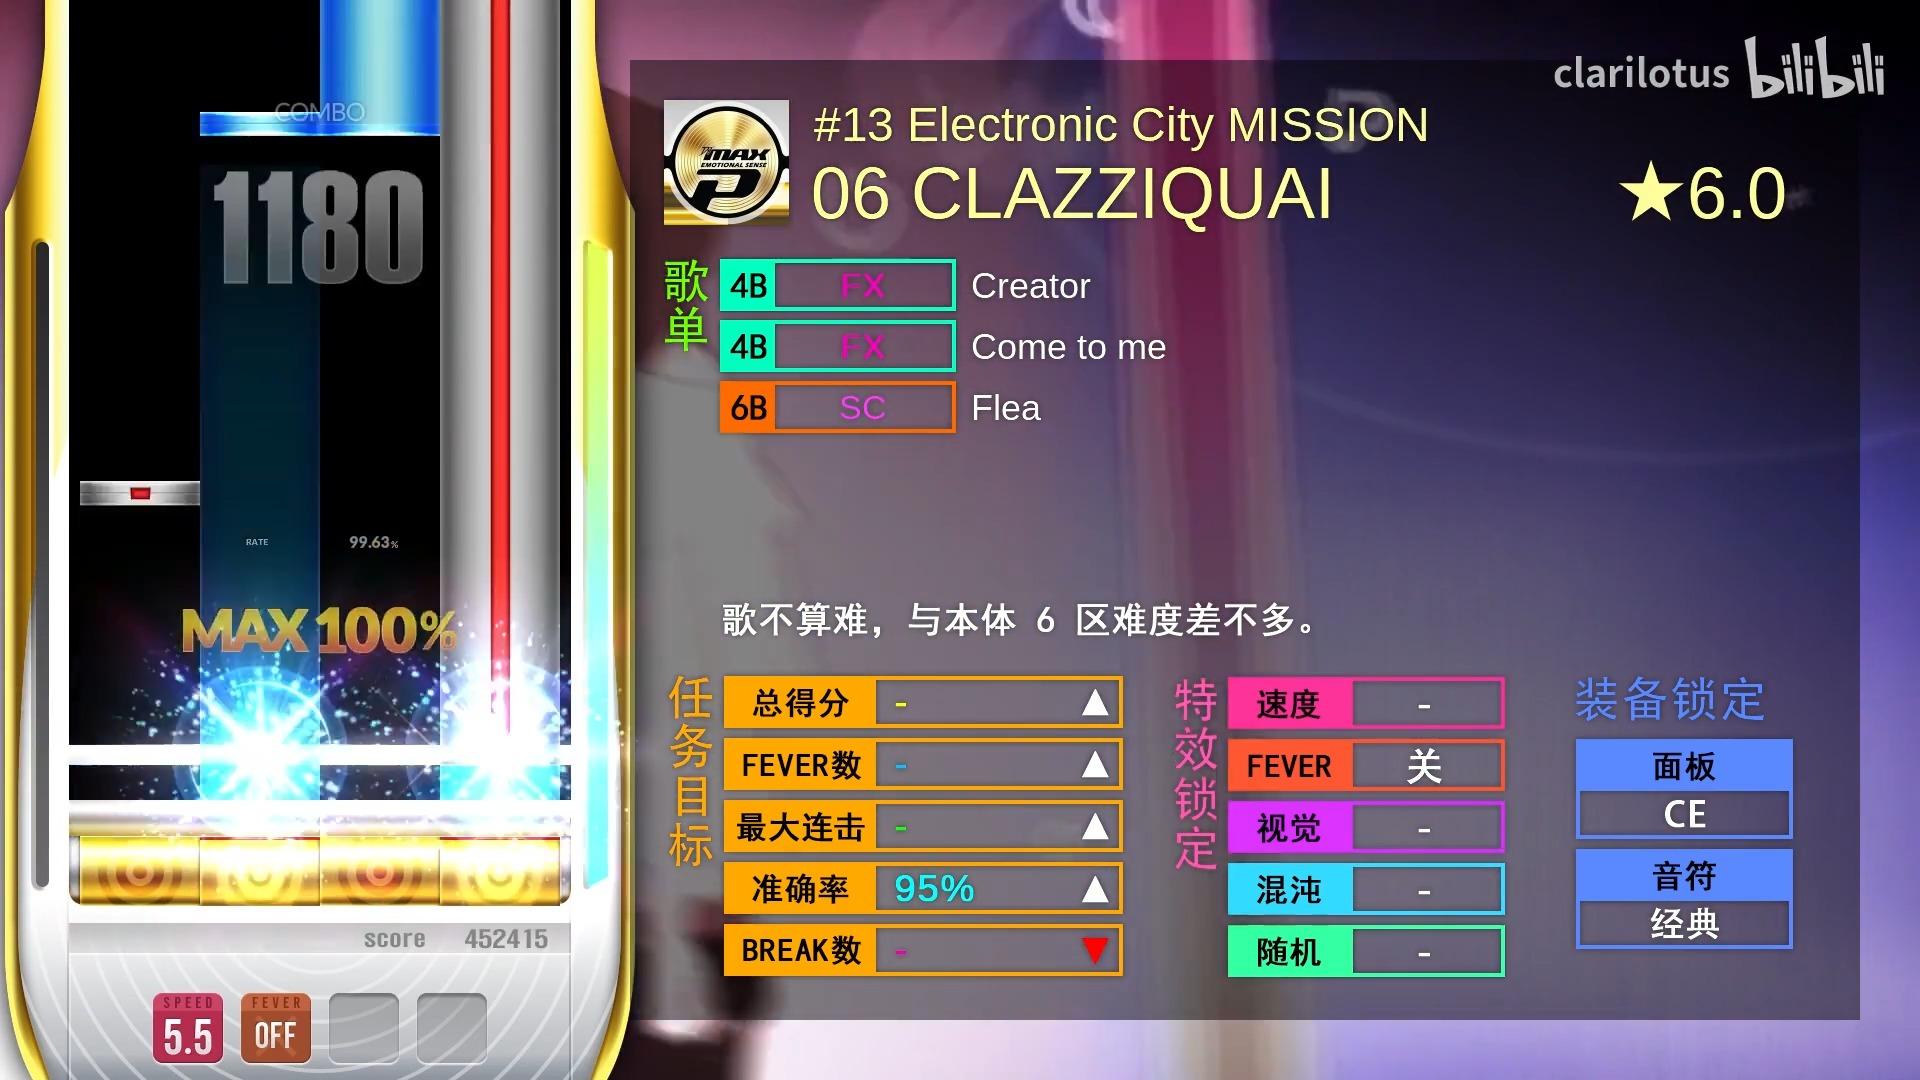 clarilotus bilibili
COMBO
1180
RATE 99.63%
MAX 100%
score 452415
SPEED
5.5
FEVER
OFF
MAX
EMOTIONAL SENSE
#13 Electronic City MISSION
06 CLAZZIQUAI
★6.0
歌单
4B FX Creator
4B FX Come to me
6B SC Flea
歌不算难，与本体 6 区难度差不多。
任务目标
总得分 - ▲
FEVER数 - ▲
最大连击 - ▲
准确率 95% ▲
BREAK数 - ▼
特效锁定
速度 -
FEVER 关
视觉 -
混沌 -
随机 -
装备锁定
面板
CE
音符
经典